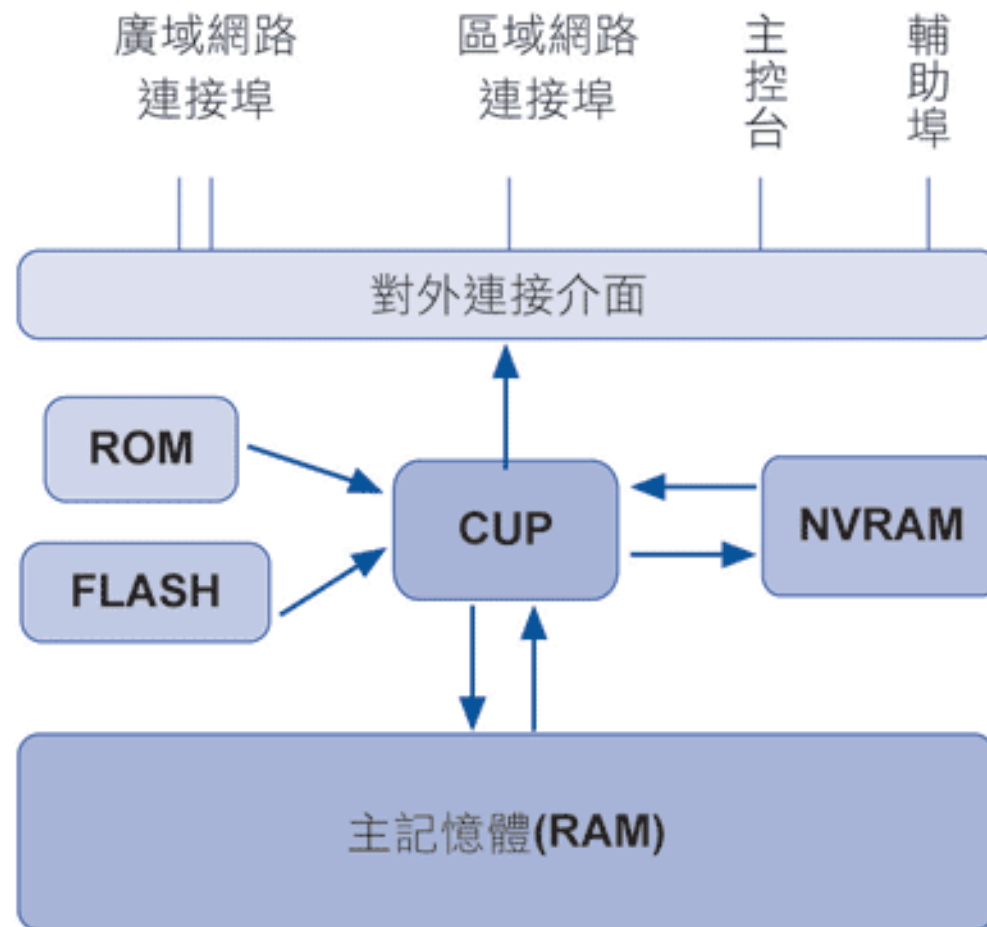 廣域網路
連接埠
區域網路
連接埠
主控台
輔助埠
對外連接介面
ROM
CUP
NVRAM
FLASH
主記憶體(RAM)